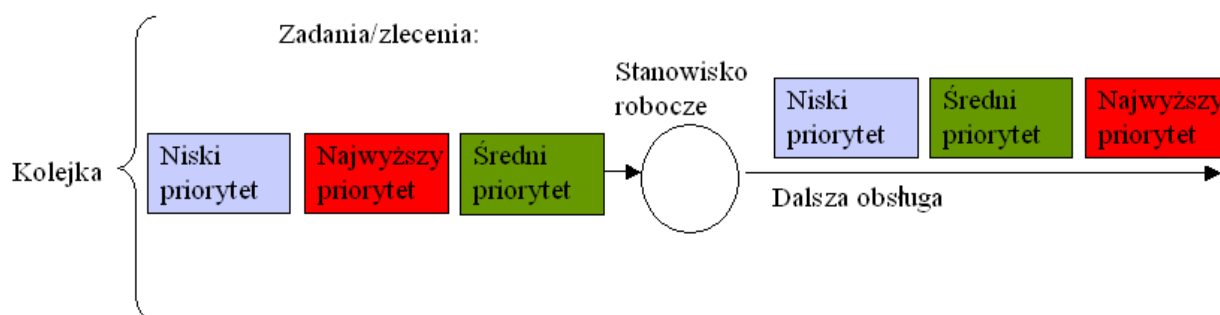 Zadania/zlecenia:
Kolejka
Niski
priorytet
Najwyższy
priorytet
Średni
priorytet
Stanowisko
robocze
Niski
priorytet
Średni
priorytet
Najwyższy
priorytet
Dalsza obsługa